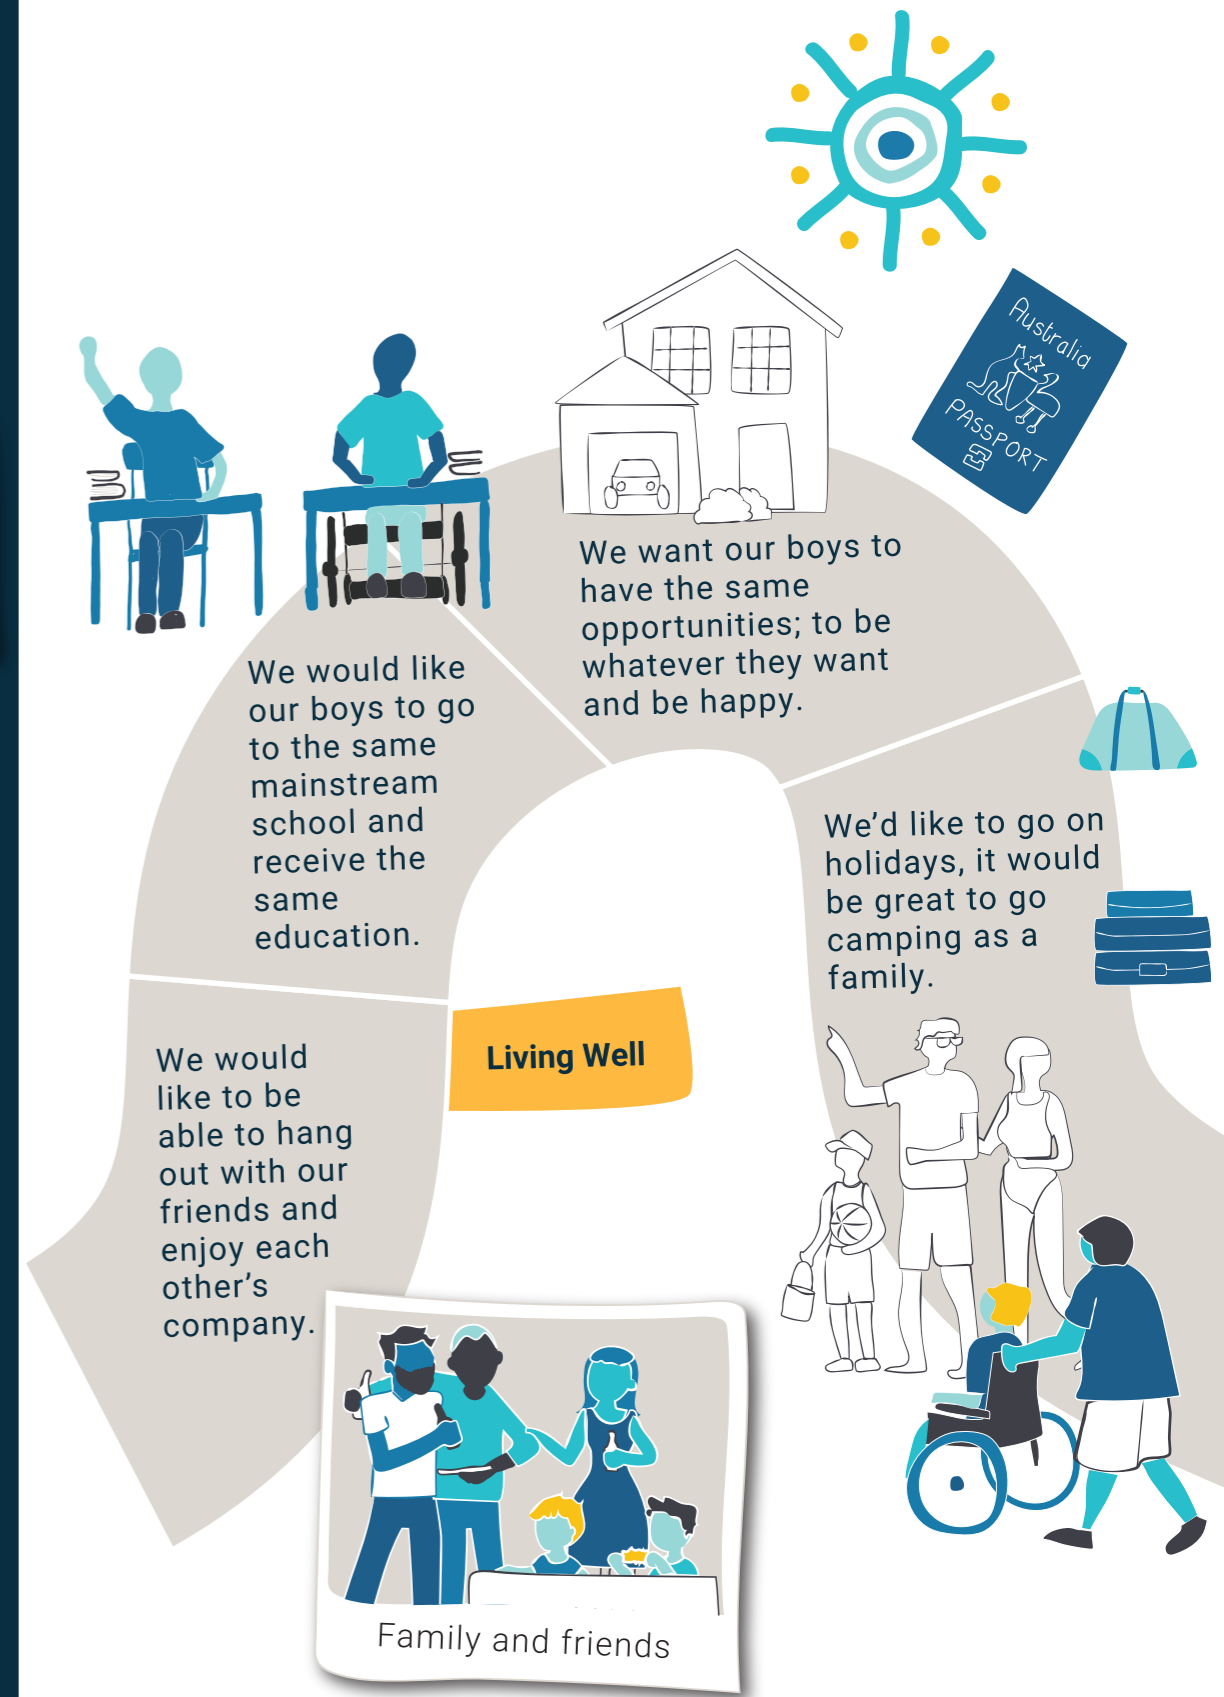 Australia
PASSPORT
We want our boys to
have the same
opportunities; to be
whatever they want
and be happy.
We would like
our boys to go
to the same
mainstream
school and
receive the
same
education.
We'd like to go on
holidays, it would
be great to go
camping as a
family.
Living Well
We would
like to be
able to hang
out with our
friends and
enjoy each
other's
company.
Family and friends